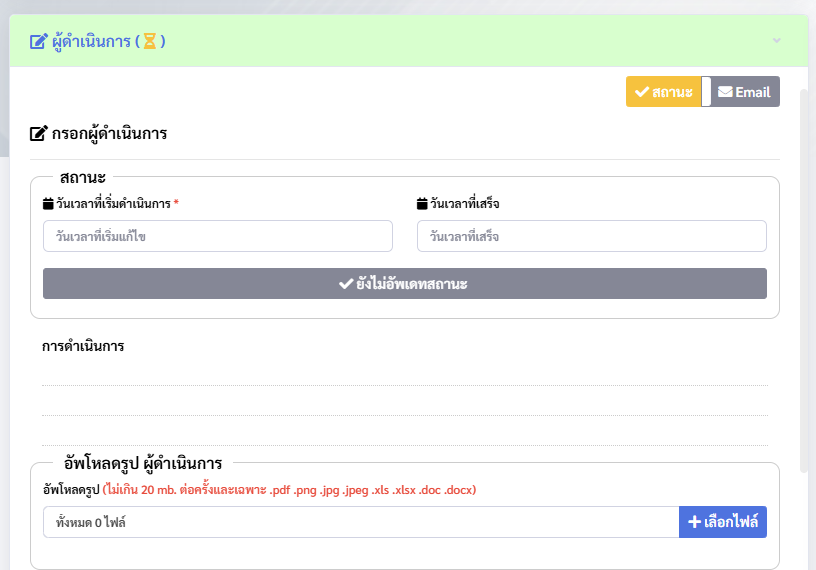 ผู้ดำเนินการ ( )
สถานะ Email
กรอกผู้ดำเนินการ
สถานะ
วันเวลาที่เริ่มดำเนินการ * วันเวลาที่เสร็จ
วันเวลาที่เริ่มแก้ไข วันเวลาที่เสร็จ
ยังไม่อัพเดทสถานะ
การดำเนินการ
อัพโหลดรูป ผู้ดำเนินการ
อัพโหลดรูป (ไม่เกิน 20 mb. ต่อครั้งและเฉพาะ .pdf .png .jpg .jpeg .xls .xlsx .doc .docx)
ทั้งหมด 0 ไฟล์ เลือกไฟล์